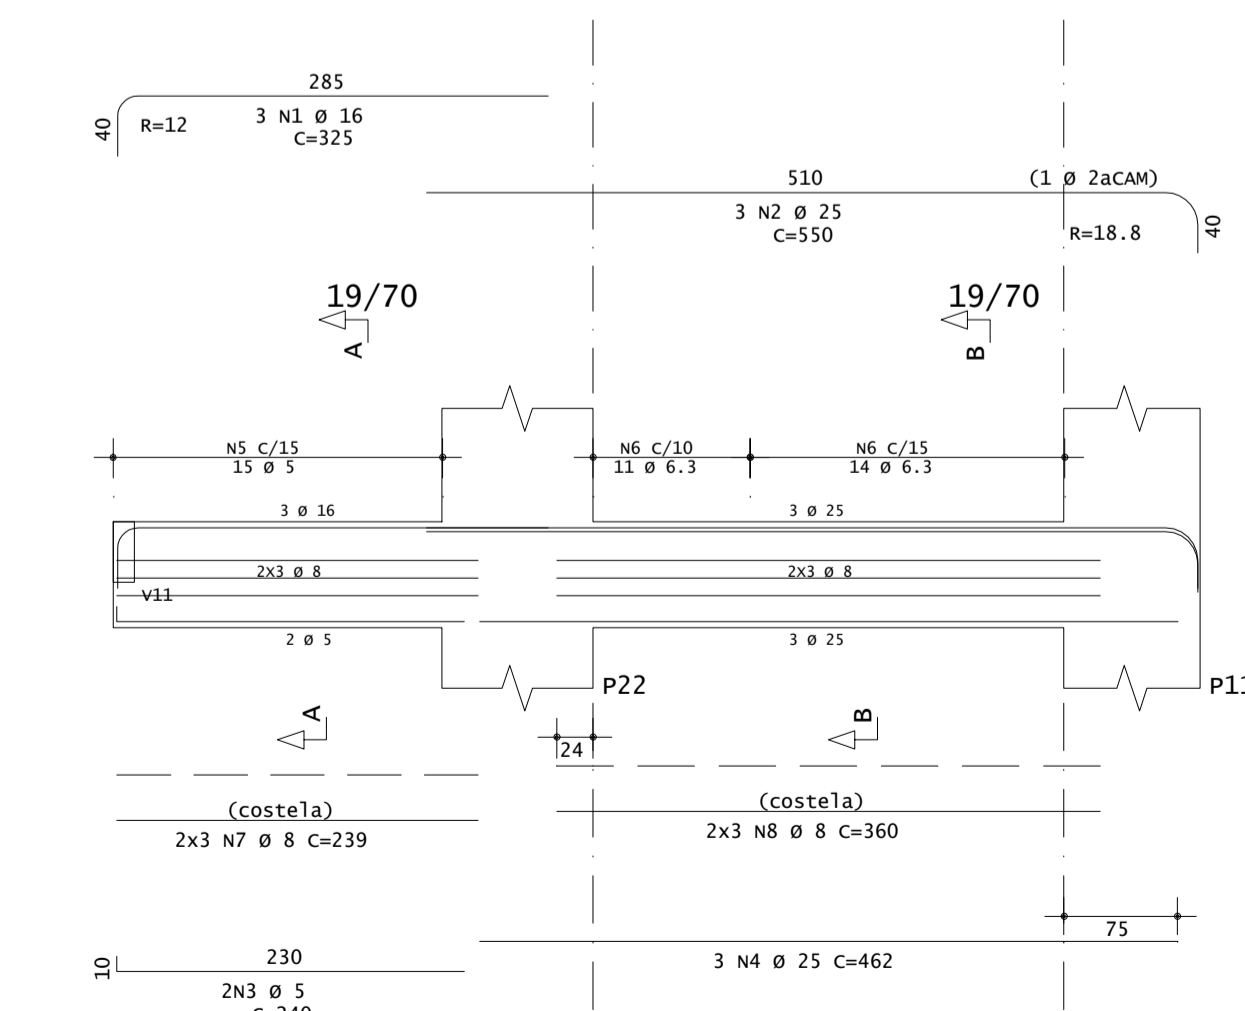 285
40
R=12
3 N1 Ø 16
C=325
510
(1 Ø 2aCAM)
3 N2 Ø 25
C=550
R=18.8
40
19/70
A
19/70
B
N5 C/15
15 Ø 5
N6 C/10
11 Ø 6.3
N6 C/15
14 Ø 6.3
3 Ø 16
3 Ø 25
2X3 Ø 8
2X3 Ø 8
V11
2 Ø 5
3 Ø 25
P22
A
B
24
(costela)
2x3 N7 Ø 8 C=239
(costela)
2x3 N8 Ø 8 C=360
75
3 N4 Ø 25 C=462
10
230
2N3 Ø 5